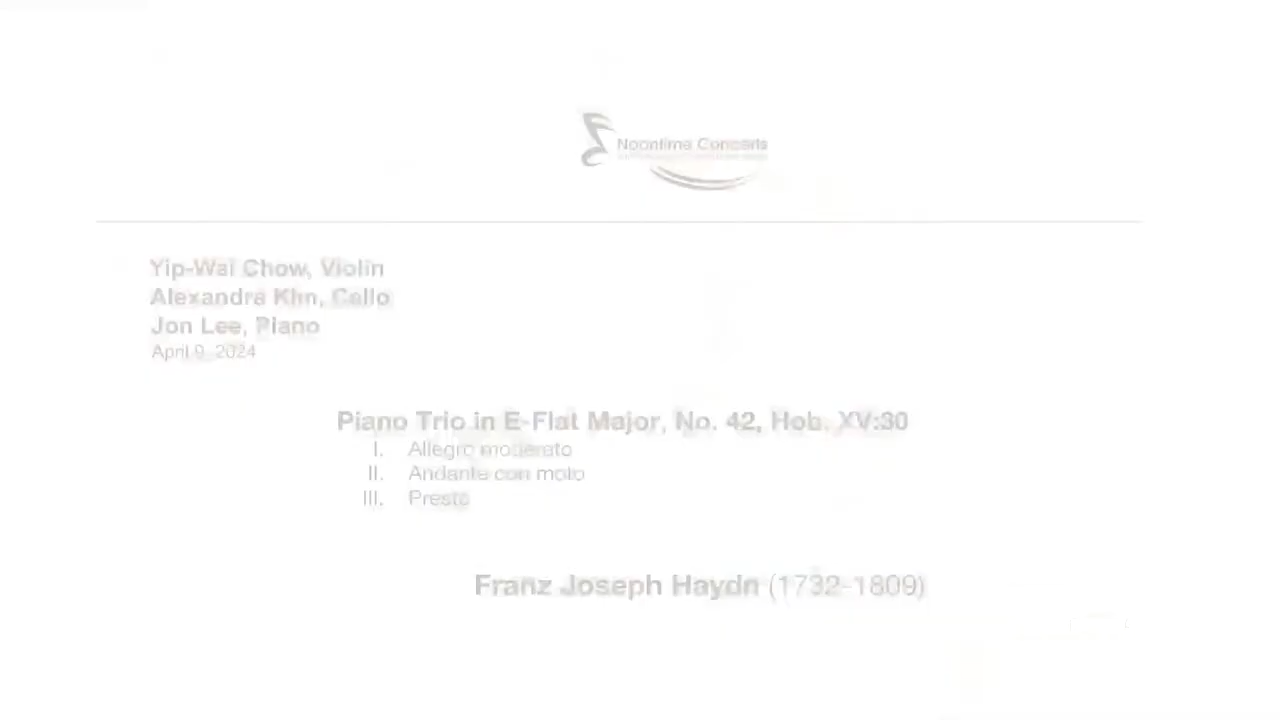 Noontime Concerts
Yip-Wai Chow, Violin
Alexandra Kim, Cello
Jon Lee, Piano
April 9, 2024
Piano Trio in E-Flat Major, No. 42, Hob. XV:30
I. Allegro moderato
II. Andante con moto
III. Presto
Franz Joseph Haydn (1732-1809)